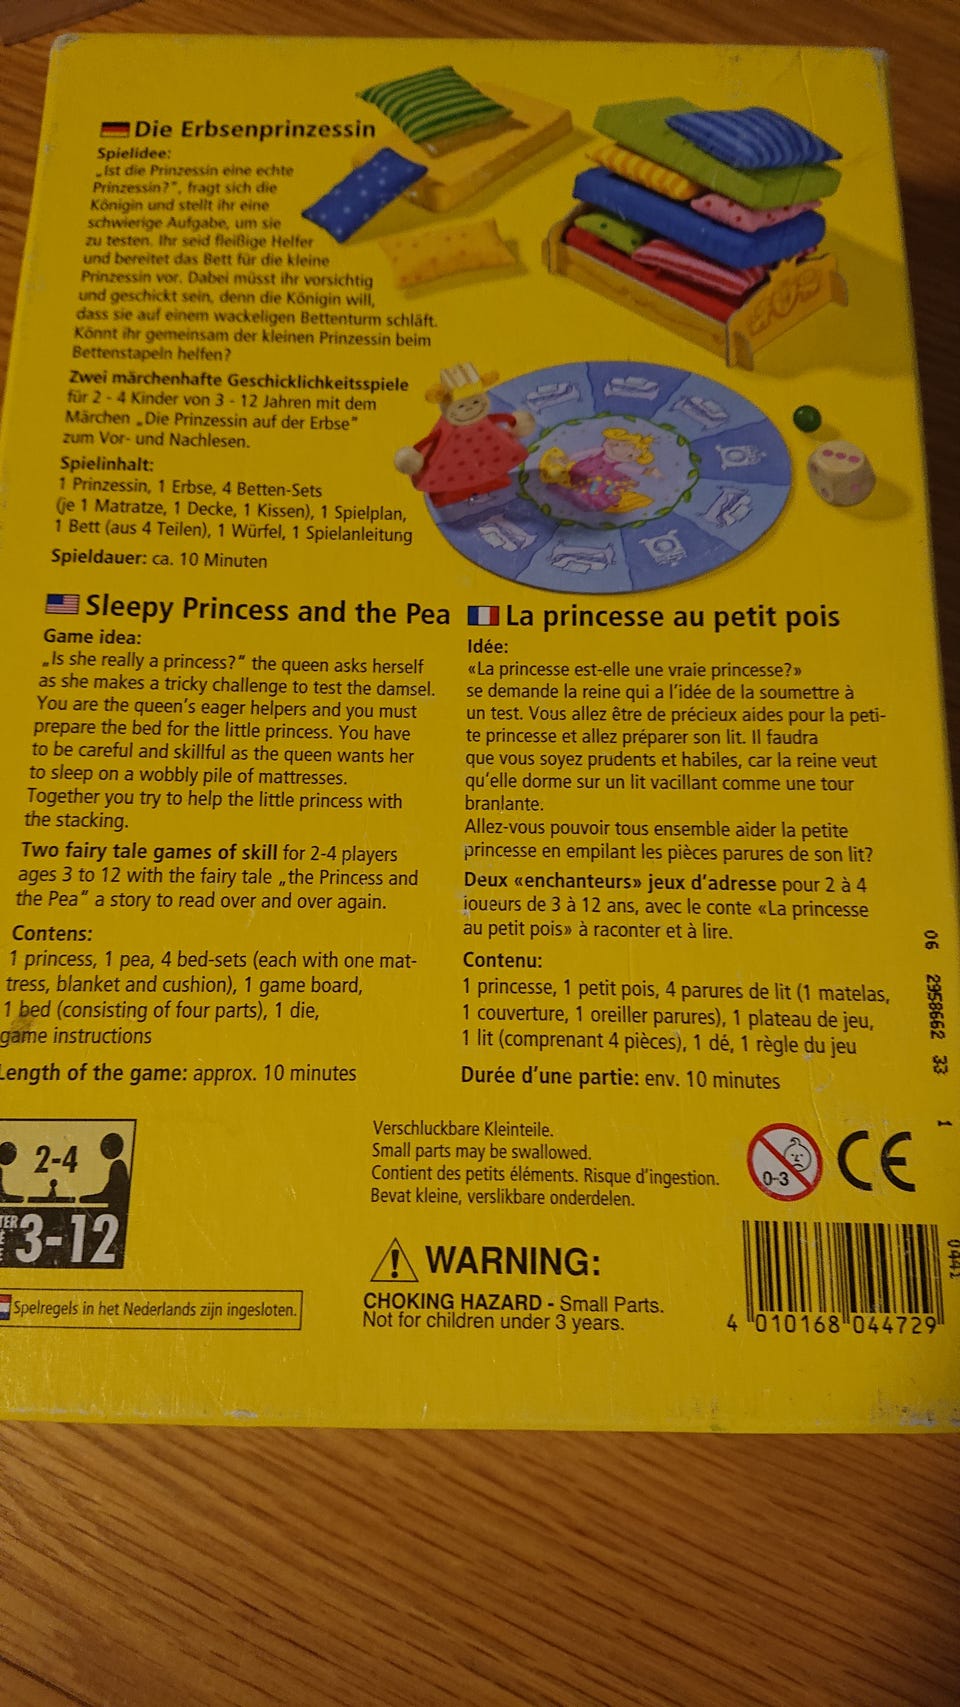 Die Erbsenprinzessin
Spielidee:
„Ist die Prinzessin eine echte
Prinzessin?", fragt sich die
Königin und stellt ihr eine
schwierige Aufgabe, um sie
zu testen. Ihr seid fleißige Helfer
und bereitet das Bett für die kleine
Prinzessin vor. Dabei müsst ihr vorsichtig
und geschickt sein, denn die Königin will,
dass sie auf einem wackeligen Bettenturm schläft.
Könnt ihr gemeinsam der kleinen Prinzessin beim
Bettenstapeln helfen?
Zwei märchenhafte Geschicklichkeitsspiele
für 2 - 4 Kinder von 3 - 12 Jahren mit dem
Märchen „Die Prinzessin auf der Erbse"
zum Vor- und Nachlesen.
Spielinhalt:
1 Prinzessin, 1 Erbse, 4 Betten-Sets
(je 1 Matratze, 1 Decke, 1 Kissen), 1 Spielplan,
1 Bett (aus 4 Teilen), 1 Würfel, 1 Spielanleitung
Spieldauer: ca. 10 Minuten
Sleepy Princess and the Pea
Game idea:
„Is she really a princess?" the queen asks herself
as she makes a tricky challenge to test the damsel.
You are the queen's eager helpers and you must
prepare the bed for the little princess. You have
to be careful and skillful as the queen wants her
to sleep on a wobbly pile of mattresses.
Together you try to help the little princess with
the stacking.
Two fairy tale games of skill for 2-4 players
ages 3 to 12 with the fairy tale „the Princess and
the Pea" a story to read over and over again.
Contens:
1 princess, 1 pea, 4 bed-sets (each with one mat-
tress, blanket and cushion), 1 game board,
1 bed (consisting of four parts), 1 die,
game instructions
Length of the game: approx. 10 minutes
La princesse au petit pois
Idée:
«La princesse est-elle une vraie princesse?»
se demande la reine qui a l'idée de la soumettre à
un test. Vous allez être de précieux aides pour la peti-
te princesse et allez préparer son lit. Il faudra
que vous soyez prudents et habiles, car la reine veut
qu'elle dorme sur un lit vacillant comme une tour
branlante.
Allez-vous pouvoir tous ensemble aider la petite
princesse en empilant les pièces parures de son lit?
Deux «enchanteurs» jeux d'adresse pour 2 à 4
joueurs de 3 à 12 ans, avec le conte «La princesse
au petit pois» à raconter et à lire.
Contenu:
1 princesse, 1 petit pois, 4 parures de lit (1 matelas,
1 couverture, 1 oreiller parures), 1 plateau de jeu,
1 lit (comprenant 4 pièces), 1 dé, 1 règle du jeu
Durée d'une partie: env. 10 minutes
06 2958662 33 1
2-4
3-12
Spelregels in het Nederlands zijn ingesloten.
Verschluckbare Kleinteile.
Small parts may be swallowed.
Contient des petits éléments. Risque d'ingestion.
Bevat kleine, verslikbare onderdelen.
0-3
CE
WARNING:
CHOKING HAZARD - Small Parts.
Not for children under 3 years.
4 010168 044729
0441